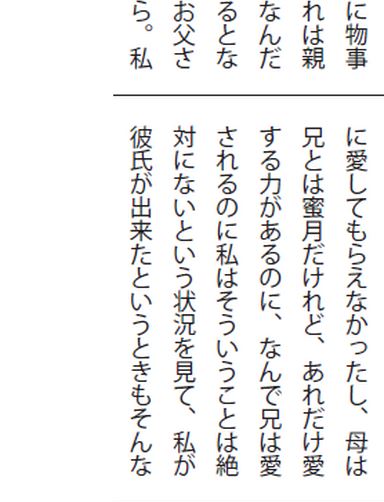 に物事
れは親
なんだ
るとな
お父さ
ら。私
に愛してもらえなかったし、母は
兄とは蜜月だけれど、あれだけ愛
する力があるのに、なんで兄は愛
されるのに私はそういうことは絶
対にないという状況を見て、私が
彼氏が出来たというときもそんな